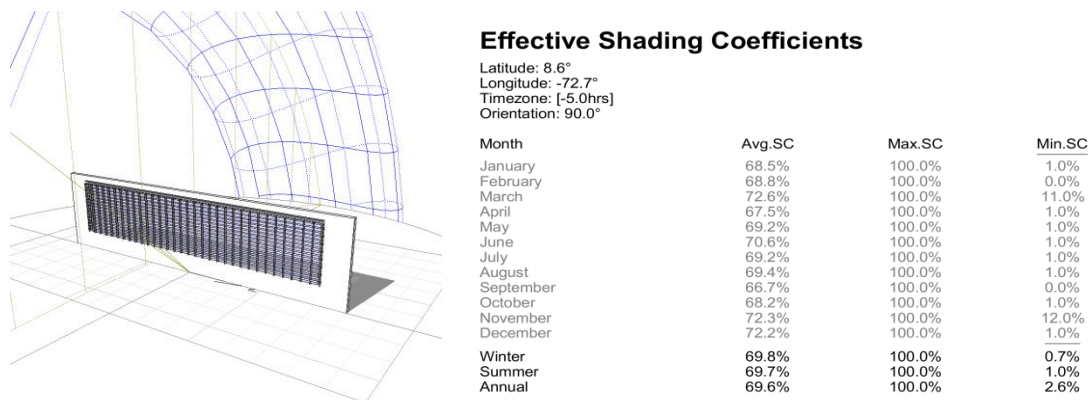 Effective Shading Coefficients
Latitude: 8.6°
Longitude: -72.7°
Timezone: [-5.0hrs]
Orientation: 90.0°
Month Avg.SC Max.SC Min.SC
January 68.5% 100.0% 1.0%
February 68.8% 100.0% 0.0%
March 72.6% 100.0% 11.0%
April 67.5% 100.0% 1.0%
May 69.2% 100.0% 1.0%
June 70.6% 100.0% 1.0%
July 69.2% 100.0% 1.0%
August 69.4% 100.0% 1.0%
September 66.7% 100.0% 0.0%
October 68.2% 100.0% 1.0%
November 72.3% 100.0% 12.0%
December 72.2% 100.0% 1.0%
Winter 69.8% 100.0% 0.7%
Summer 69.7% 100.0% 1.0%
Annual 69.6% 100.0% 2.6%